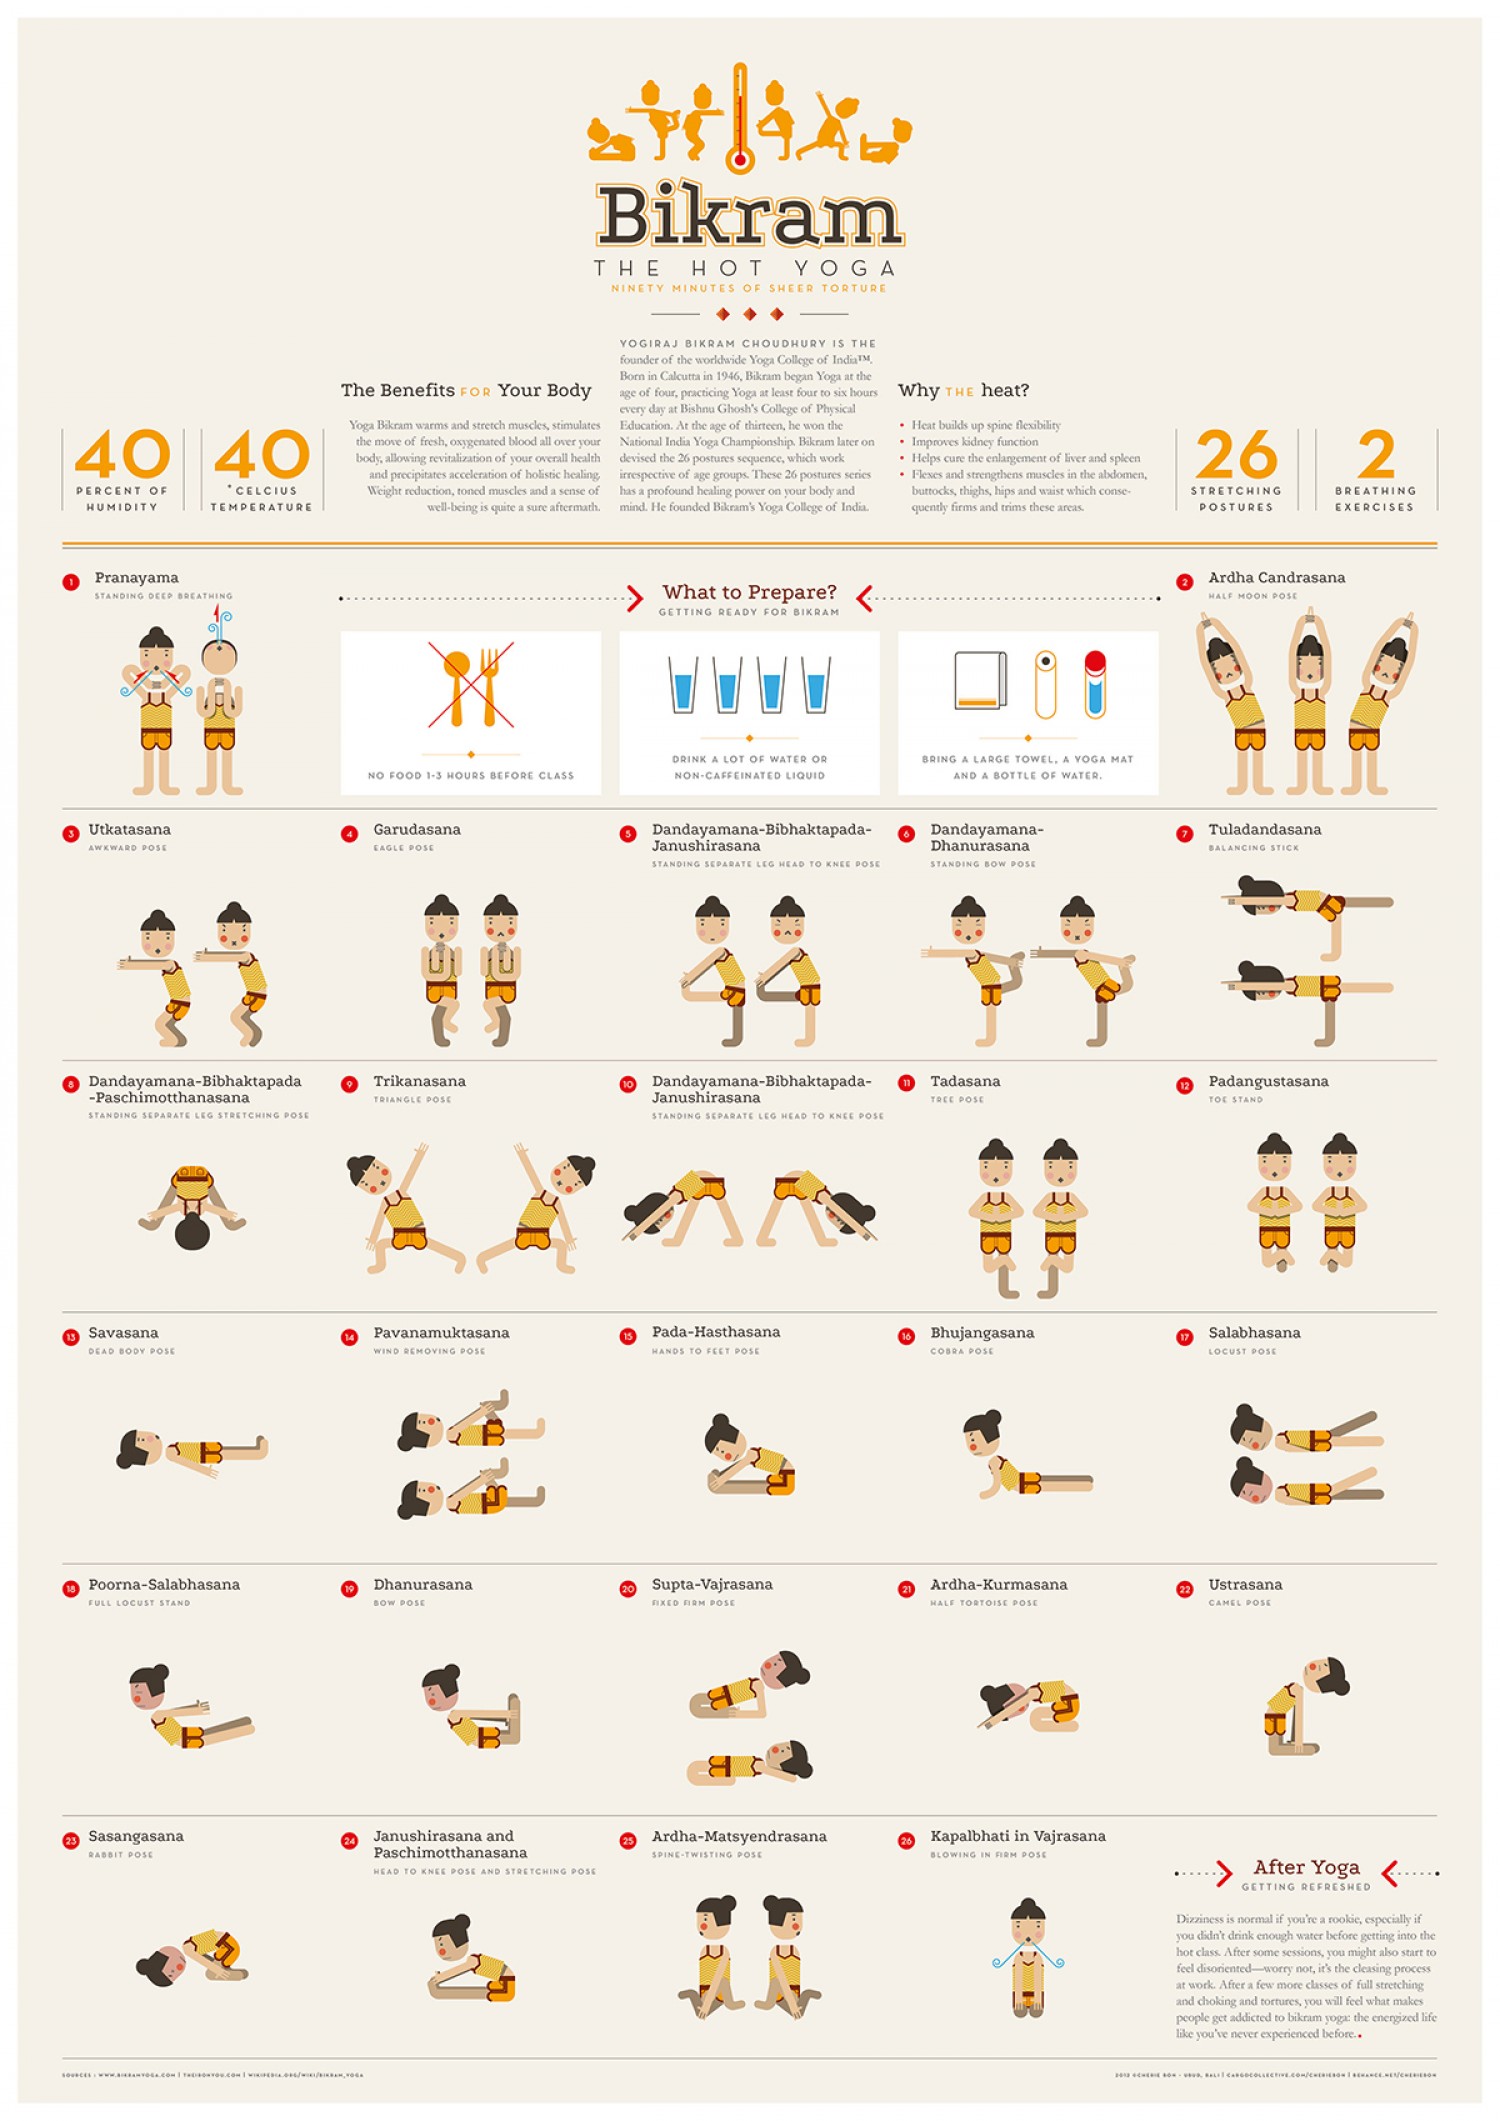 Bikram
THE HOT YOGA
NINETY MINUTES OF SHEER TORTURE
40
PERCENT OF
HUMIDITY
40
°CELCIUS
TEMPERATURE
The Benefits FOR Your Body
Yoga Bikram warms and stretch muscles, stimulates
the move of fresh, oxygenated blood all over your
body, allowing revitalization of your overall health
and precipitates acceleration of holistic healing.
Weight reduction, toned muscles and a sense of
well-being is quite a sure aftermath.
YOGIRAJ BIKRAM CHOUDHURY IS THE
founder of the worldwide Yoga College of India™.
Born in Calcutta in 1946, Bikram began Yoga at the
age of four, practicing Yoga at least four to six hours
every day at Bishnu Ghosh's College of Physical
Education. At the age of thirteen, he won the
National India Yoga Championship. Bikram later on
devised the 26 postures sequence, which work
irrespective of age groups. These 26 postures series
has a profound healing power on your body and
mind. He founded Bikram's Yoga College of India.
Why THE heat?
• Heat builds up spine flexibility
• Improves kidney function
• Helps cure the enlargement of liver and spleen
• Flexes and strengthens muscles in the abdomen,
buttocks, thighs, hips and waist which conse-
quently firms and trims these areas.
26
STRETCHING
POSTURES
2
BREATHING
EXERCISES
1 Pranayama
STANDING DEEP BREATHING
What to Prepare?
GETTING READY FOR BIKRAM
NO FOOD 1-3 HOURS BEFORE CLASS
DRINK A LOT OF WATER OR
NON-CAFFEINATED LIQUID
BRING A LARGE TOWEL, A YOGA MAT
AND A BOTTLE OF WATER.
2 Ardha Candrasana
HALF MOON POSE
3 Utkatasana
AWKWARD POSE
4 Garudasana
EAGLE POSE
5 Dandayamana-Bibhaktapada-
Janushirasana
STANDING SEPARATE LEG HEAD TO KNEE POSE
6 Dandayamana-
Dhanurasana
STANDING BOW POSE
7 Tuladandasana
BALANCING STICK
8 Dandayamana-Bibhaktapada
-Paschimotthanasana
STANDING SEPARATE LEG STRETCHING POSE
9 Trikanasana
TRIANGLE POSE
10 Dandayamana-Bibhaktapada-
Janushirasana
STANDING SEPARATE LEG HEAD TO KNEE POSE
11 Tadasana
TREE POSE
12 Padangustasana
TOE STAND
13 Savasana
DEAD BODY POSE
14 Pavanamuktasana
WIND REMOVING POSE
15 Pada-Hasthasana
HANDS TO FEET POSE
16 Bhujangasana
COBRA POSE
17 Salabhasana
LOCUST POSE
18 Poorna-Salabhasana
FULL LOCUST STAND
19 Dhanurasana
BOW POSE
20 Supta-Vajrasana
FIXED FIRM POSE
21 Ardha-Kurmasana
HALF TORTOISE POSE
22 Ustrasana
CAMEL POSE
23 Sasangasana
RABBIT POSE
24 Janushirasana and
Paschimotthanasana
HEAD TO KNEE POSE AND STRETCHING POSE
25 Ardha-Matsyendrasana
SPINE-TWISTING POSE
26 Kapalbhati in Vajrasana
BLOWING IN FIRM POSE
After Yoga
GETTING REFRESHED
Dizziness is normal if you're a rookie, especially if
you didn't drink enough water before getting into the
hot class. After some sessions, you might also start to
feel disoriented—worry not, it's the cleasing process
at work. After a few more classes of full stretching
and choking and tortures, you will feel what makes
people get addicted to bikram yoga: the energized life
like you've never experienced before.
SOURCES : WWW.BIKRAMYOGA.COM | THEIRONYOU.COM | WIKIPEDIA.ORG/WIKI/BIKRAM_YOGA
2012 ©CHERIE BON - UBUD, BALI | CARGOCOLLECTIVE.COM/CHERIEBON | BEHANCE.NET/CHERIEBON